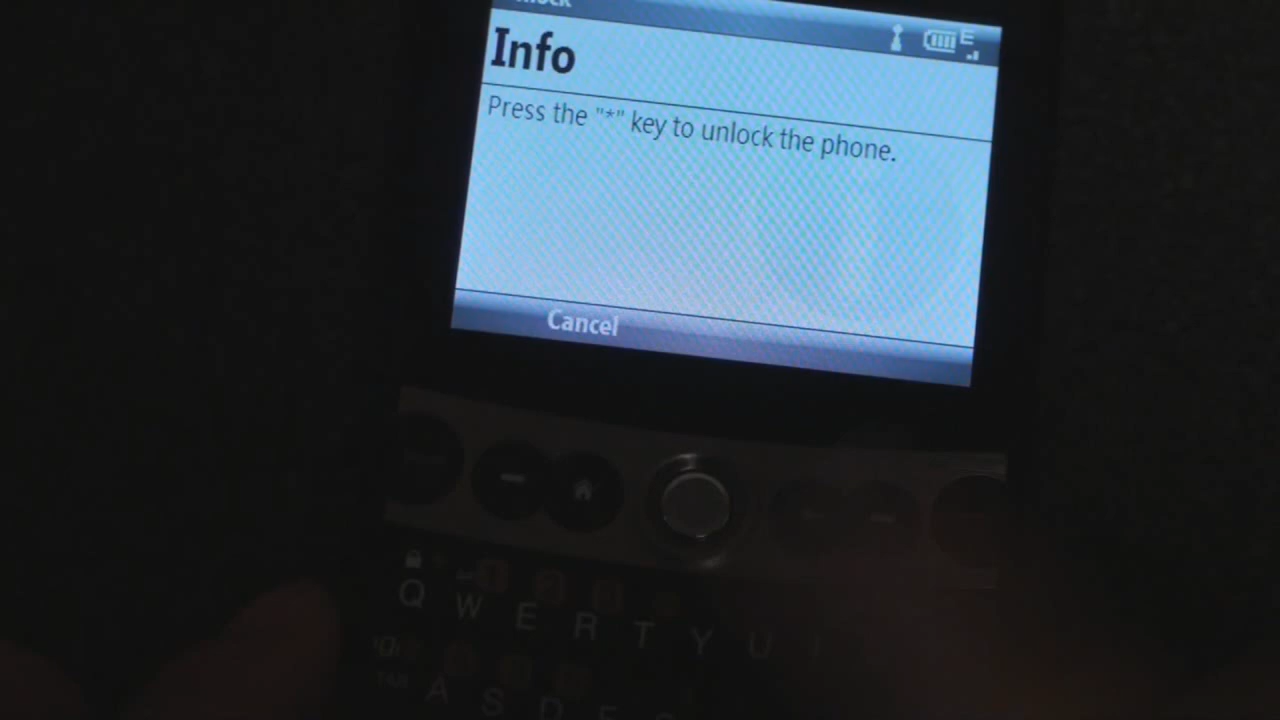 Info
Press the "*" key to unlock the phone.
Cancel
Q W E R T Y U
A S D F